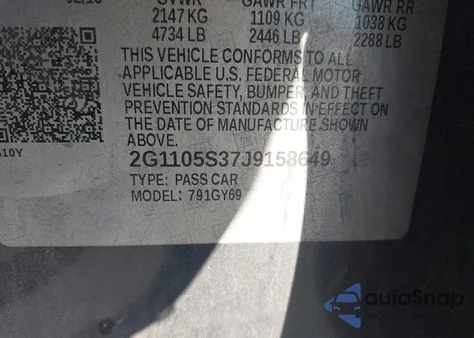 GVWR GAWR FRT GAWR RR
2147 KG 1109 KG 1038 KG
4734 LB 2446 LB 2288 LB
THIS VEHICLE CONFORMS TO ALL
APPLICABLE U.S. FEDERAL MOTOR
VEHICLE SAFETY, BUMPER, AND THEFT
PREVENTION STANDARDS IN EFFECT ON
THE DATE OF MANUFACTURE SHOWN
ABOVE.
610Y
2G1105S37J9158649
TYPE: PASS CAR
MODEL: 791GY69
autoSnap